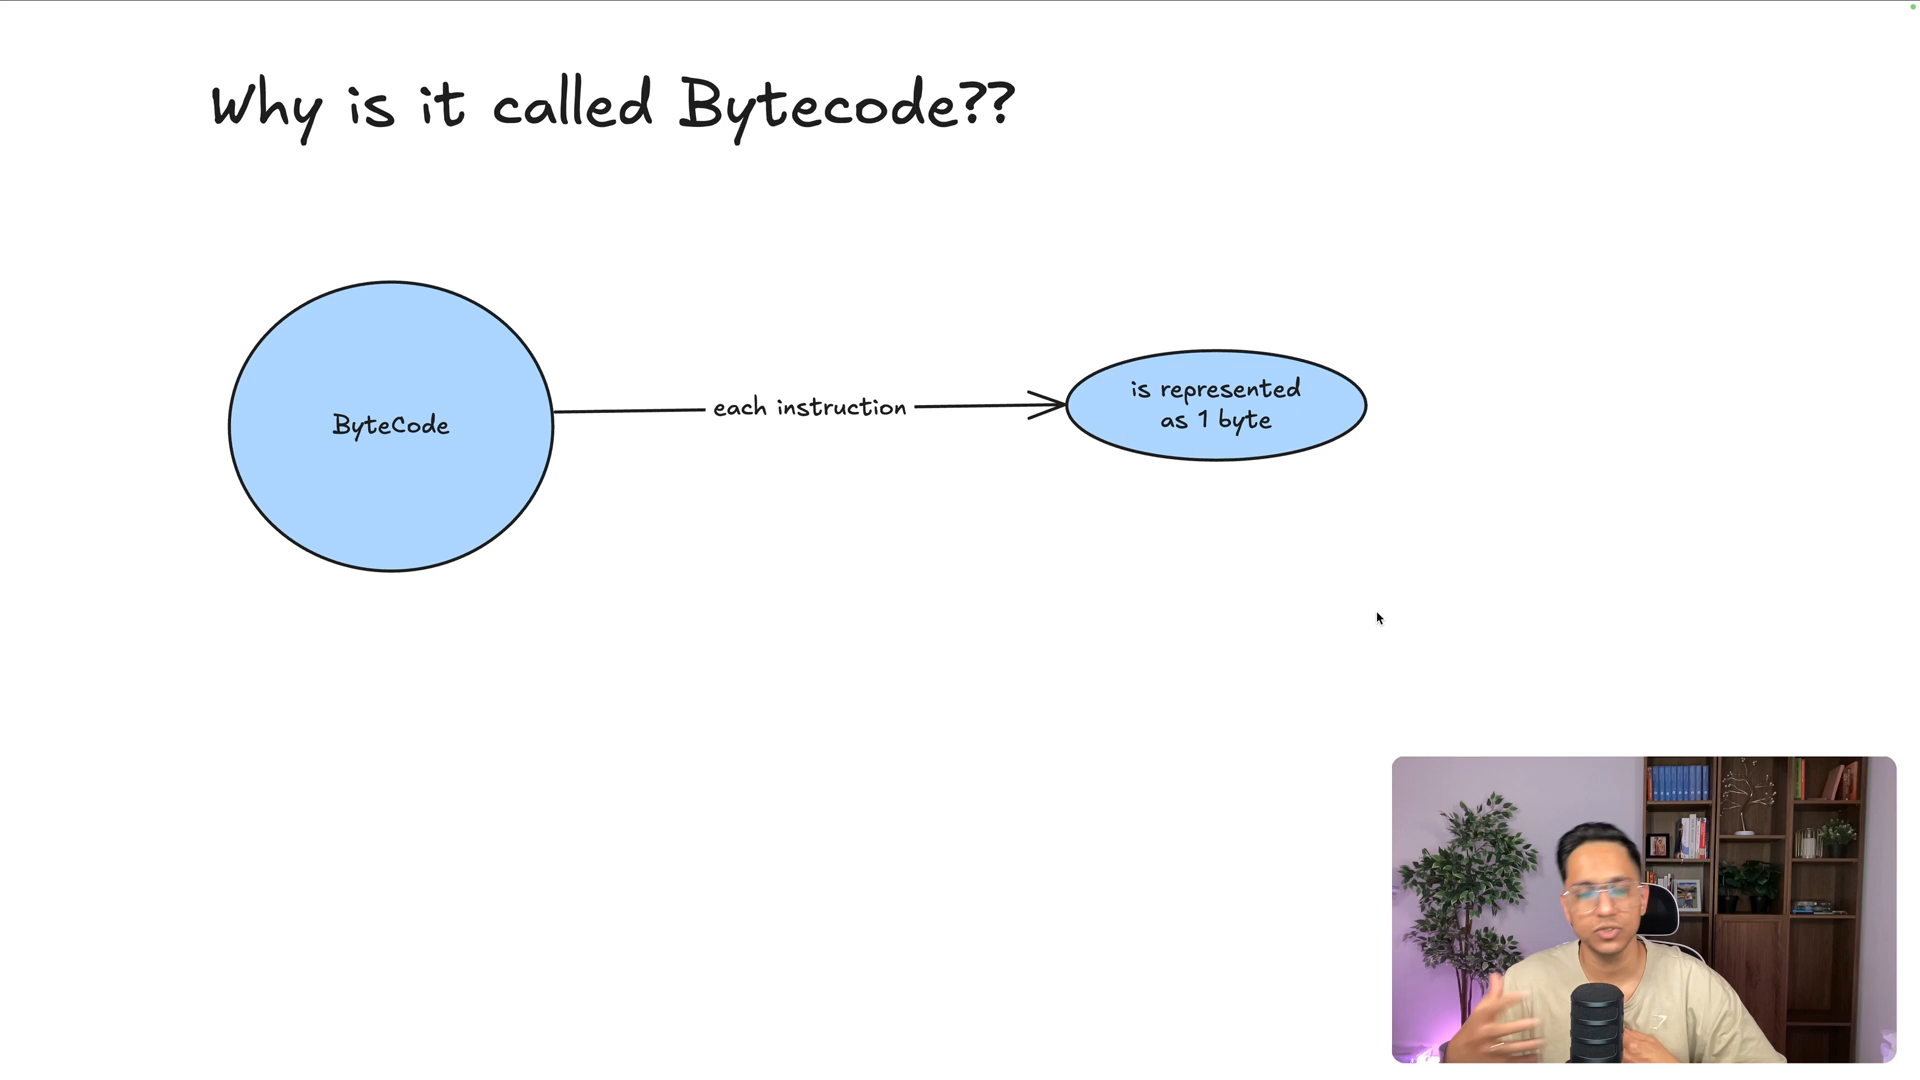 Why is it called Bytecode??
ByteCode
each instruction
is represented
as 1 byte